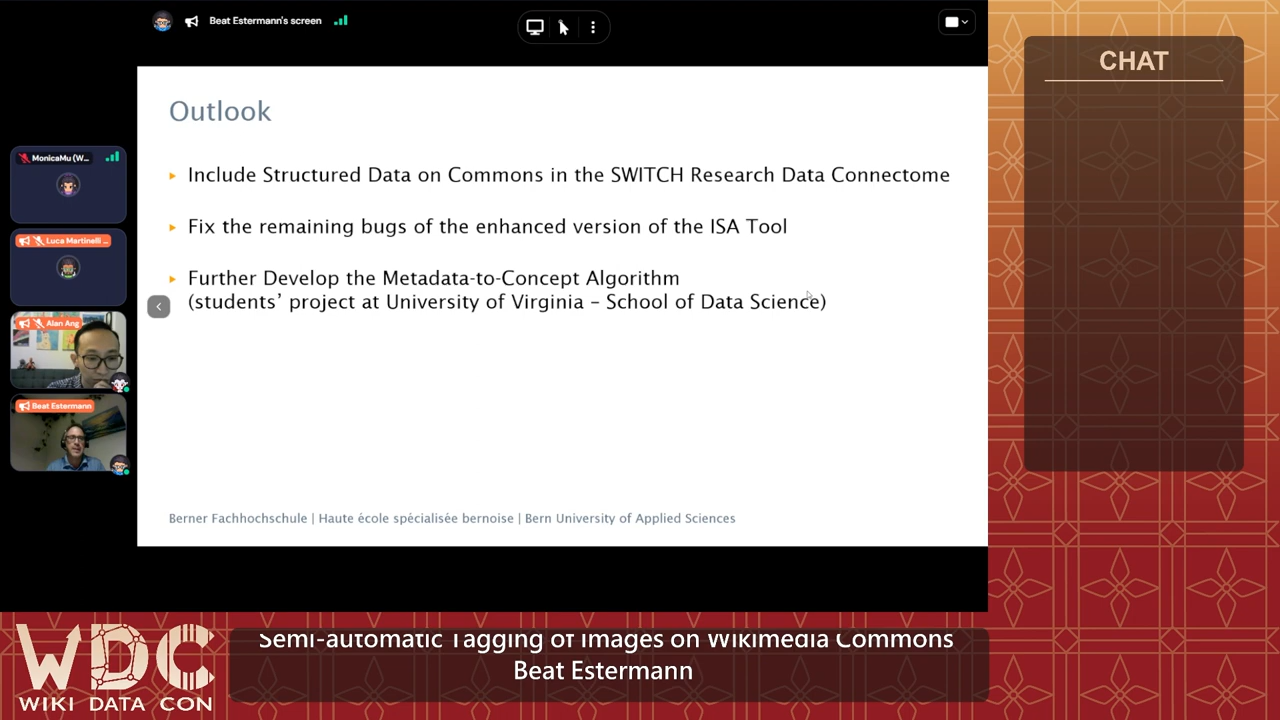 Beat Estermann's screen
CHAT
Outlook
Include Structured Data on Commons in the SWITCH Research Data Connectome
MonicaMu (W...
Fix the remaining bugs of the enhanced version of the ISA Tool
Luca Martinelli ...
Further Develop the Metadata-to-Concept Algorithm
(students' project at University of Virginia – School of Data Science)
Alan Ang
Beat Estermann
Berner Fachhochschule | Haute école spécialisée bernoise | Bern University of Applied Sciences
WDC
WIKI DATA CON
Semi-automatic Tagging of Images on Wikimedia Commons
Beat Estermann